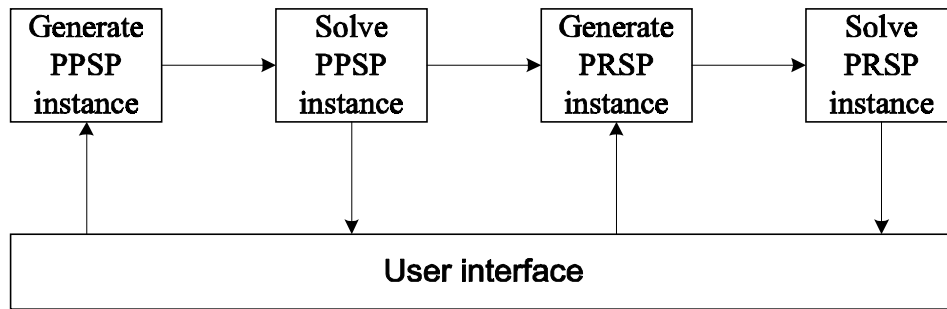 Generate
PPSP
instance
Solve
PPSP
instance
Generate
PRSP
instance
Solve
PRSP
instance
User interface